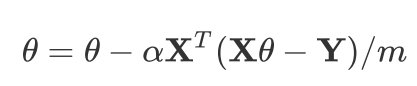 θ = θ − αX^T(Xθ − Y)/m